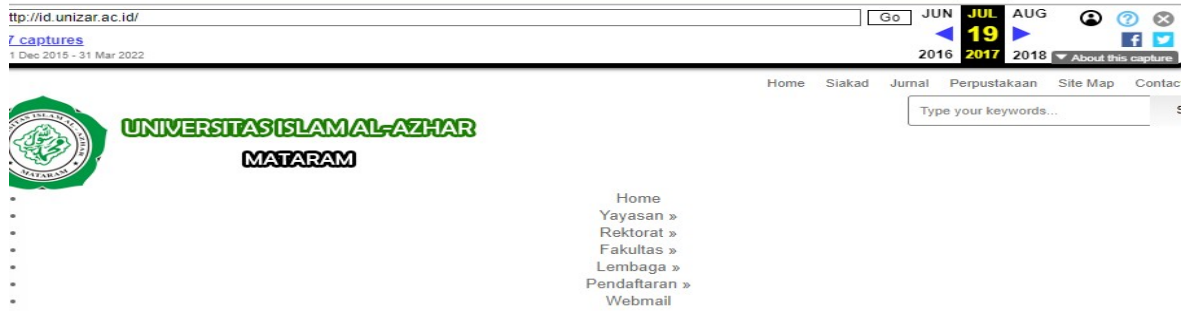 ttp://id.unizar.ac.id/
Go
JUN JUL AUG
19
2016 2017 2018
7 captures
1 Dec 2015 - 31 Mar 2022
About this capture
Home Siakad Jurnal Perpustakaan Site Map Contac
Type your keywords...
S
UNIVERSITAS ISLAM AL-AZHAR
MATARAM
MATARAM
Home
Yayasan »
Rektorat »
Fakultas »
Lembaga »
Pendaftaran »
Webmail